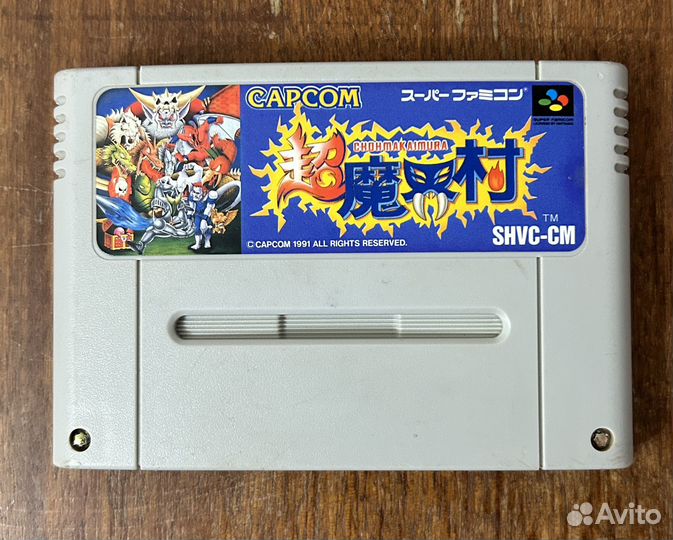 CAPCOM
スーパーファミコン
SUPER FAMICOM
CHOHMAKAIMURA
超魔界村
TM
© CAPCOM 1991 ALL RIGHTS RESERVED.
SHVC-CM
Avito